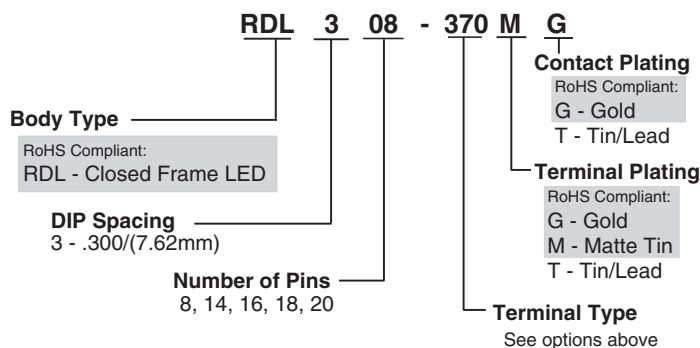 RDL 3 08 - 370 M G
Contact Plating
RoHS Compliant:
G - Gold
T - Tin/Lead
Body Type
RoHS Compliant:
RDL - Closed Frame LED
Terminal Plating
RoHS Compliant:
G - Gold
M - Matte Tin
T - Tin/Lead
DIP Spacing
3 - .300/(7.62mm)
Number of Pins
8, 14, 16, 18, 20
Terminal Type
See options above